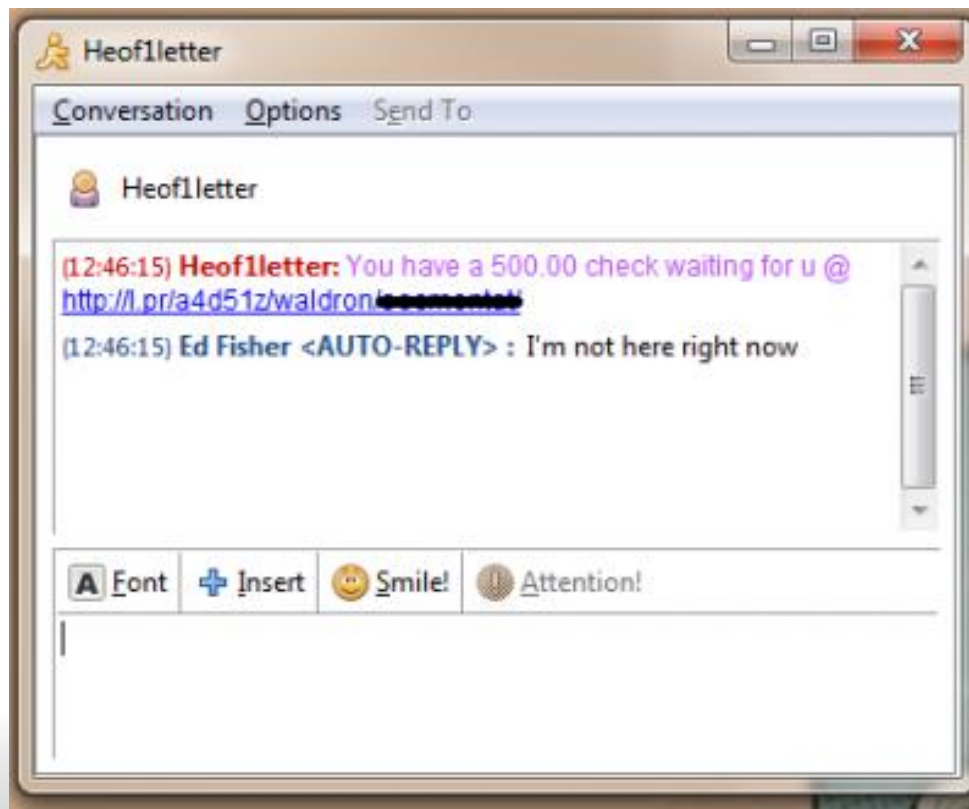 Heof1letter
Conversation Options Send To
Heof1letter
(12:46:15) Heof1letter: You have a 500.00 check waiting for u @
http://l.pr/a4d51z/waldron/
(12:46:15) Ed Fisher <AUTO-REPLY> : I'm not here right now
A Font Insert Smile! Attention!